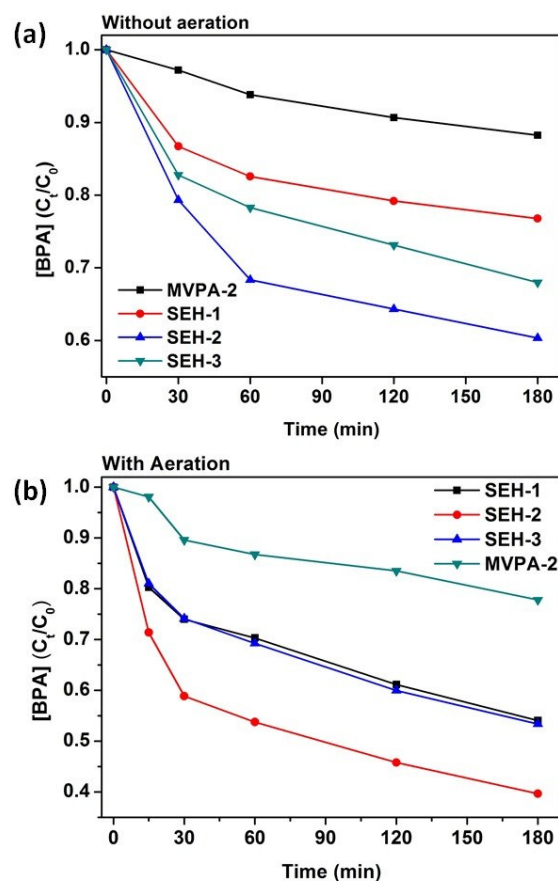 (a)
Without aeration
1.0
0.9
0.8
0.7
0.6
[BPA] (Cₜ/C₀)
MVPA-2
SEH-1
SEH-2
SEH-3
0 30 60 90 120 150 180
Time (min)
(b)
With Aeration
1.0
0.9
0.8
0.7
0.6
0.5
0.4
[BPA] (Cₜ/C₀)
SEH-1
SEH-2
SEH-3
MVPA-2
0 30 60 90 120 150 180
Time (min)